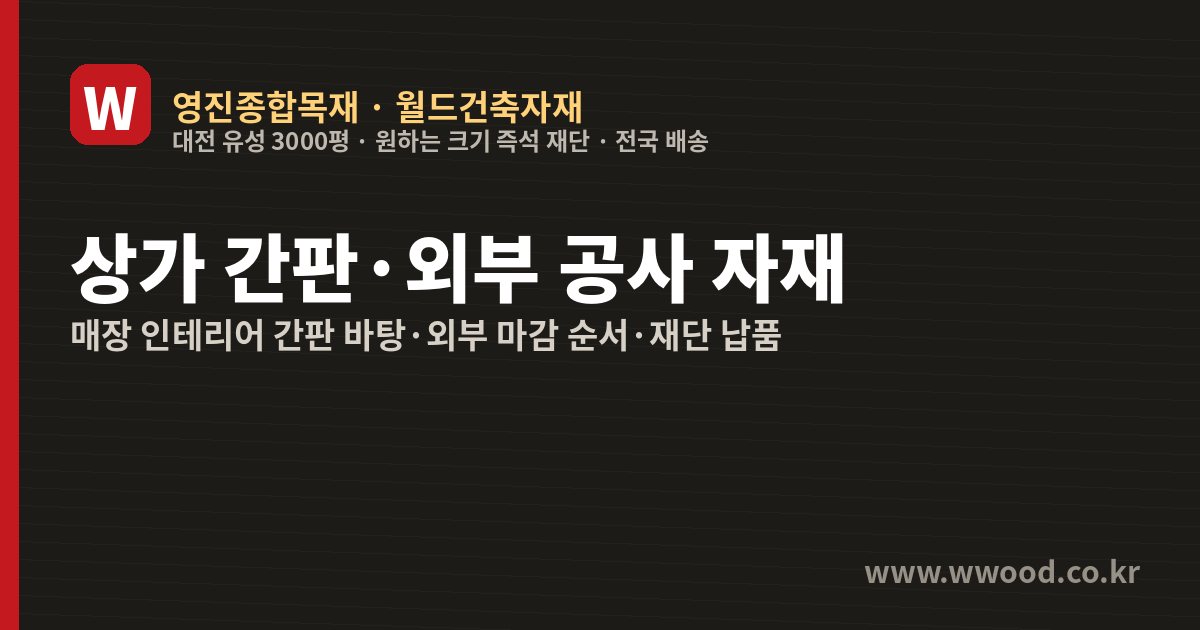 W
영진종합목재 · 월드건축자재
대전 유성 3000평 · 원하는 크기 즉석 재단 · 전국 배송
상가 간판·외부 공사 자재
매장 인테리어 간판 바탕·외부 마감 순서·재단 납품
www.wwood.co.kr